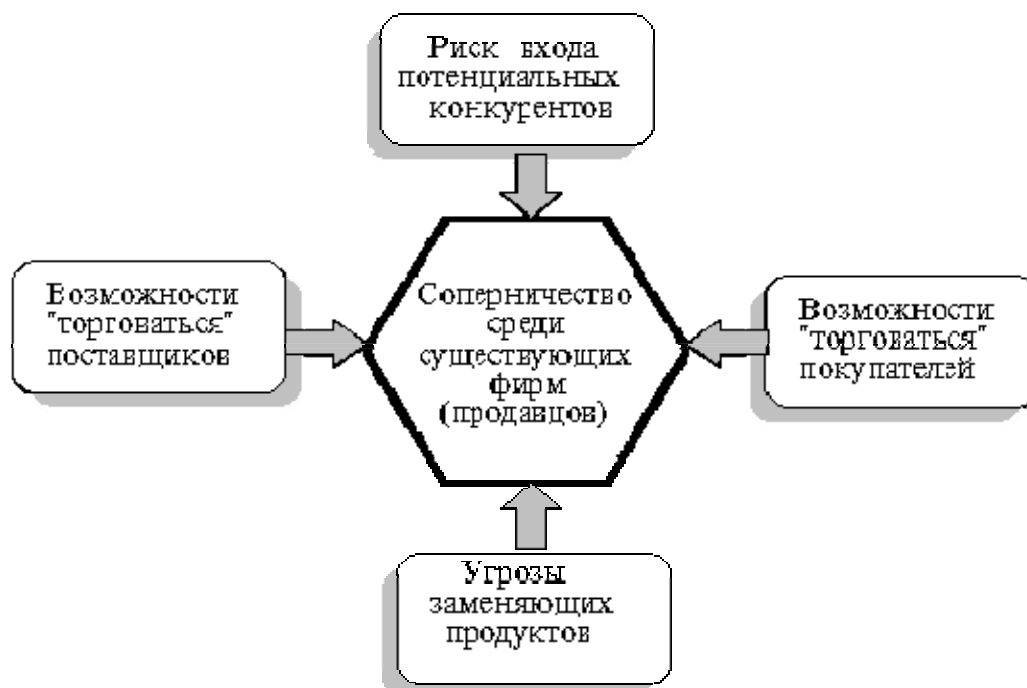 Риск входа
потенциальных
конкурентов
Возможности
"торговаться"
поставщиков
Соперничество
среди
существующих
фирм
(продавцов)
Возможности
"торговаться"
покупателей
Угрозы
заменяющих
продуктов